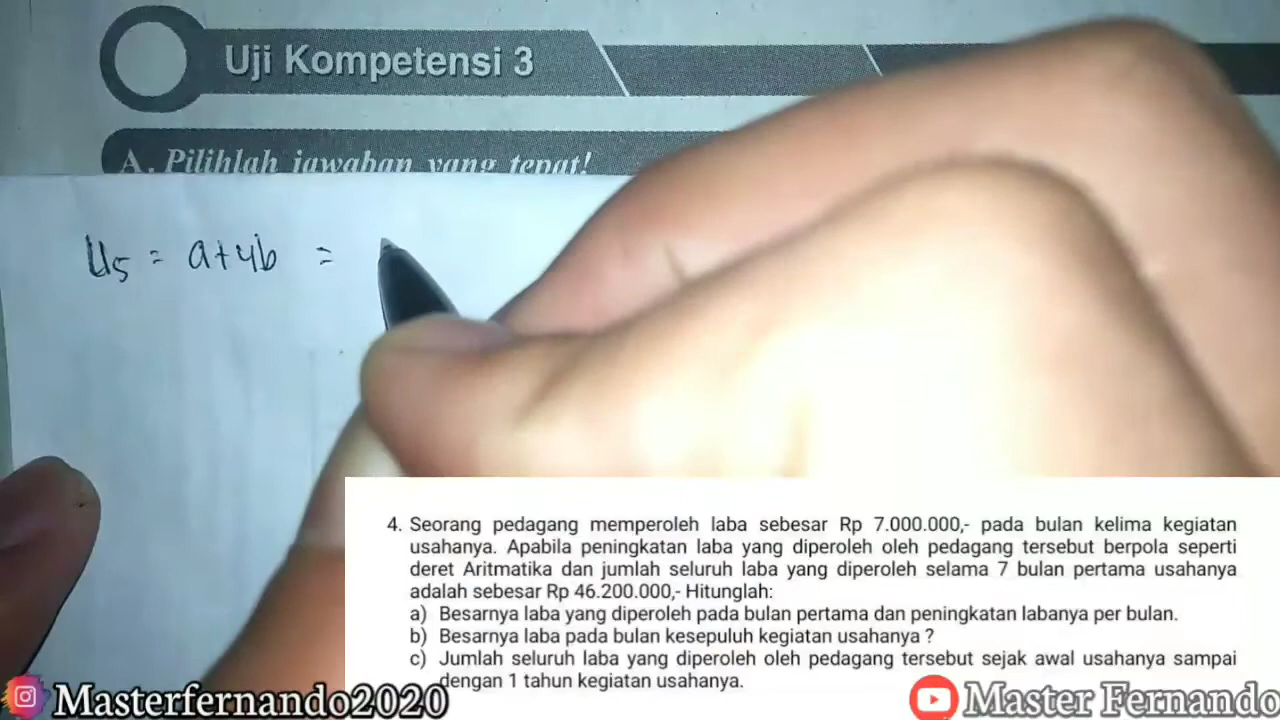 Uji Kompetensi 3
A. Pilihlah jawaban yang tepat!
U5 = a+4b =
4. Seorang pedagang memperoleh laba sebesar Rp 7.000.000,- pada bulan kelima kegiatan
usahanya. Apabila peningkatan laba yang diperoleh oleh pedagang tersebut berpola seperti
deret Aritmatika dan jumlah seluruh laba yang diperoleh selama 7 bulan pertama usahanya
adalah sebesar Rp 46.200.000,- Hitunglah:
a) Besarnya laba yang diperoleh pada bulan pertama dan peningkatan labanya per bulan.
b) Besarnya laba pada bulan kesepuluh kegiatan usahanya ?
c) Jumlah seluruh laba yang diperoleh oleh pedagang tersebut sejak awal usahanya sampai
dengan 1 tahun kegiatan usahanya.
Masterfernando2020
Master Fernando